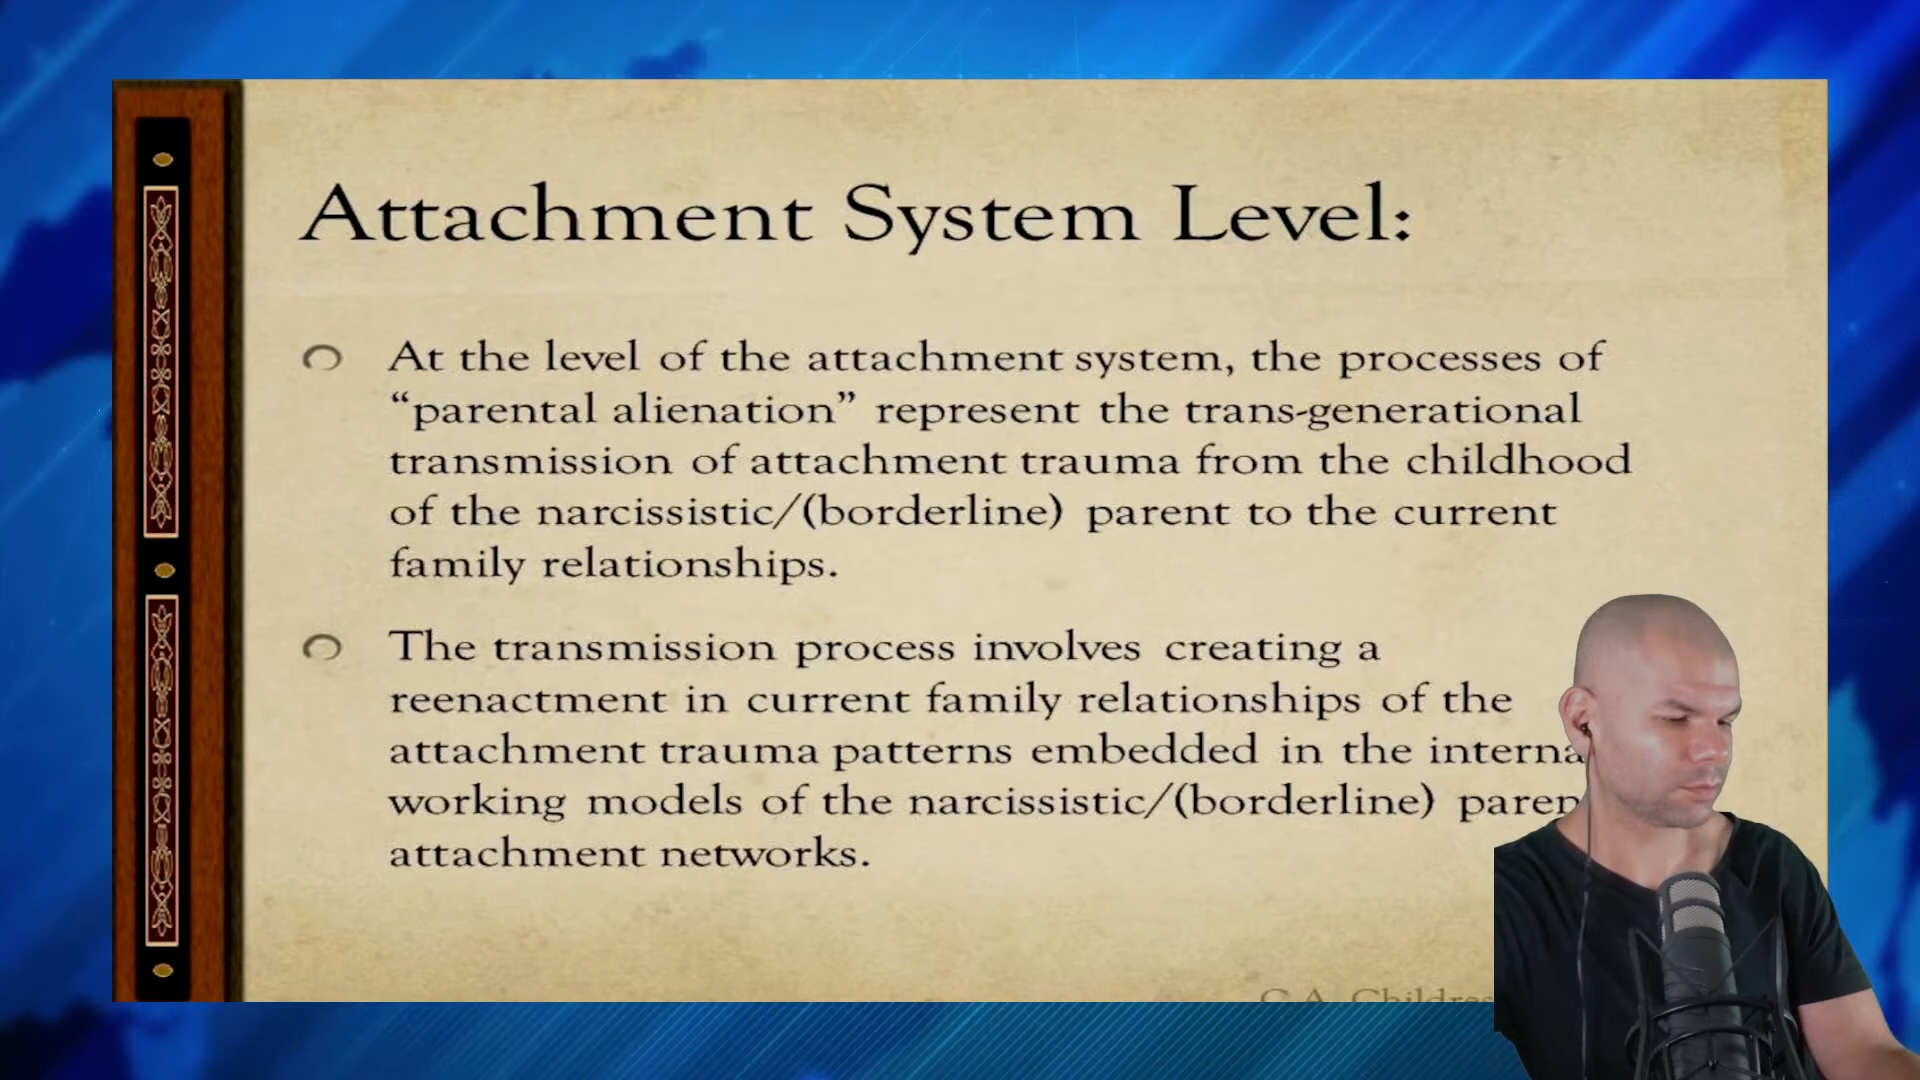 Attachment System Level:
At the level of the attachment system, the processes of
“parental alienation” represent the trans-generational
transmission of attachment trauma from the childhood
of the narcissistic/(borderline) parent to the current
family relationships.
The transmission process involves creating a
reenactment in current family relationships of the
attachment trauma patterns embedded in the interna
working models of the narcissistic/(borderline) paren
attachment networks.
C.A. Childres